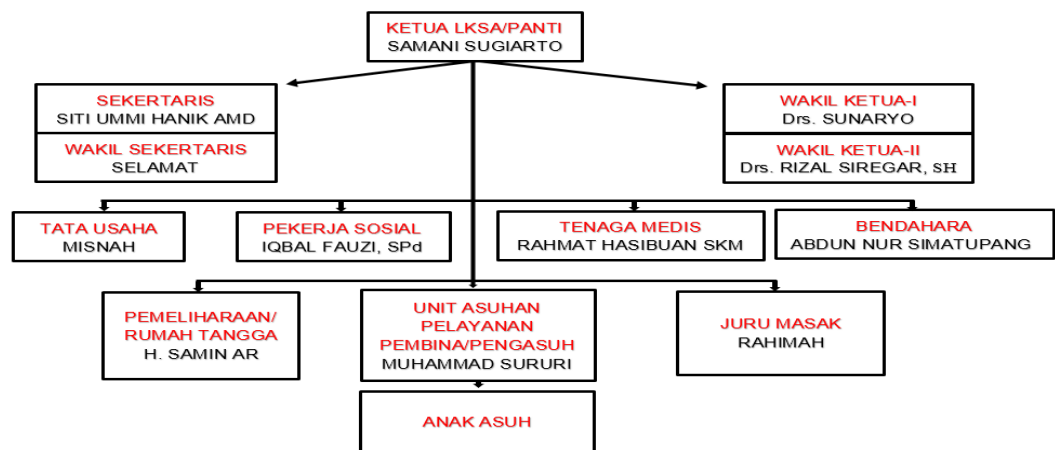 KETUA LKSA/PANTI
SAMANI SUGIARTO
SEKERTARIS
SITI UMMI HANIK AMD
WAKIL SEKERTARIS
SELAMAT
WAKIL KETUA-I
Drs. SUNARYO
WAKIL KETUA-II
Drs. RIZAL SIREGAR, SH
TATA USAHA
MISNAH
PEKERJA SOSIAL
IQBAL FAUZI, SPd
TENAGA MEDIS
RAHMAT HASIBUAN SKM
BENDAHARA
ABDUN NUR SIMATUPANG
PEMELIHARAAN/
RUMAH TANGGA
H. SAMIN AR
UNIT ASUHAN
PELAYANAN
PEMBINA/PENGASUH
MUHAMMAD SURURI
JURU MASAK
RAHIMAH
ANAK ASUH